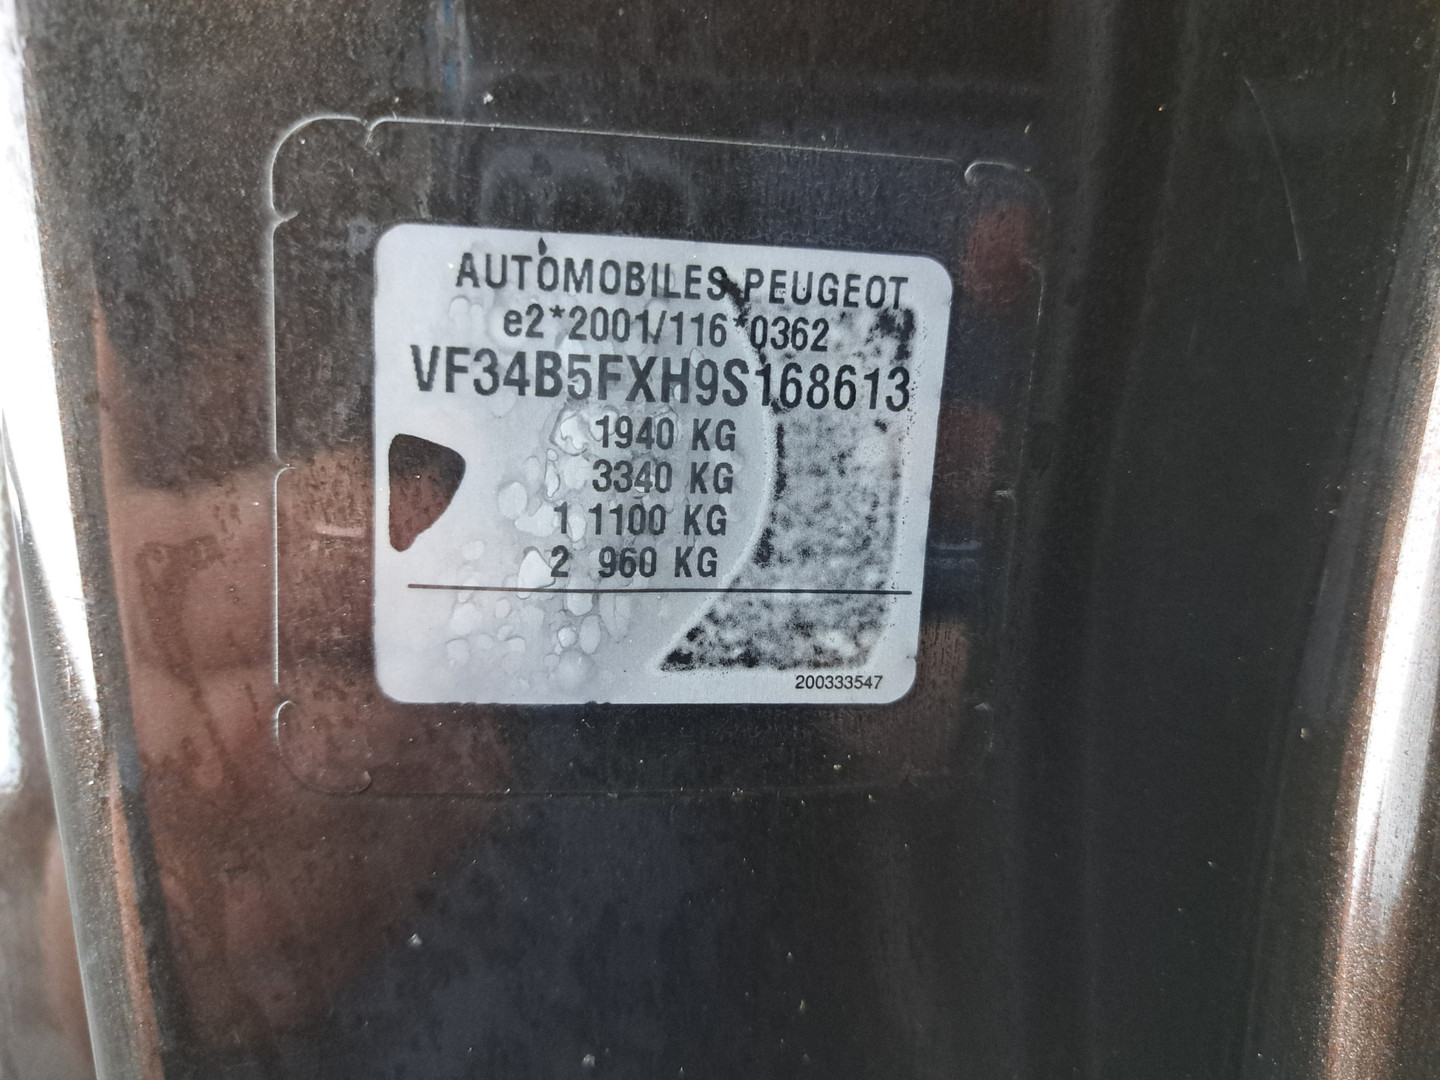 AUTOMOBILES PEUGEOT
e2*2001/116*0362
VF34B5FXH9S168613
1940 KG
3340 KG
1 1100 KG
2 960 KG
200333547